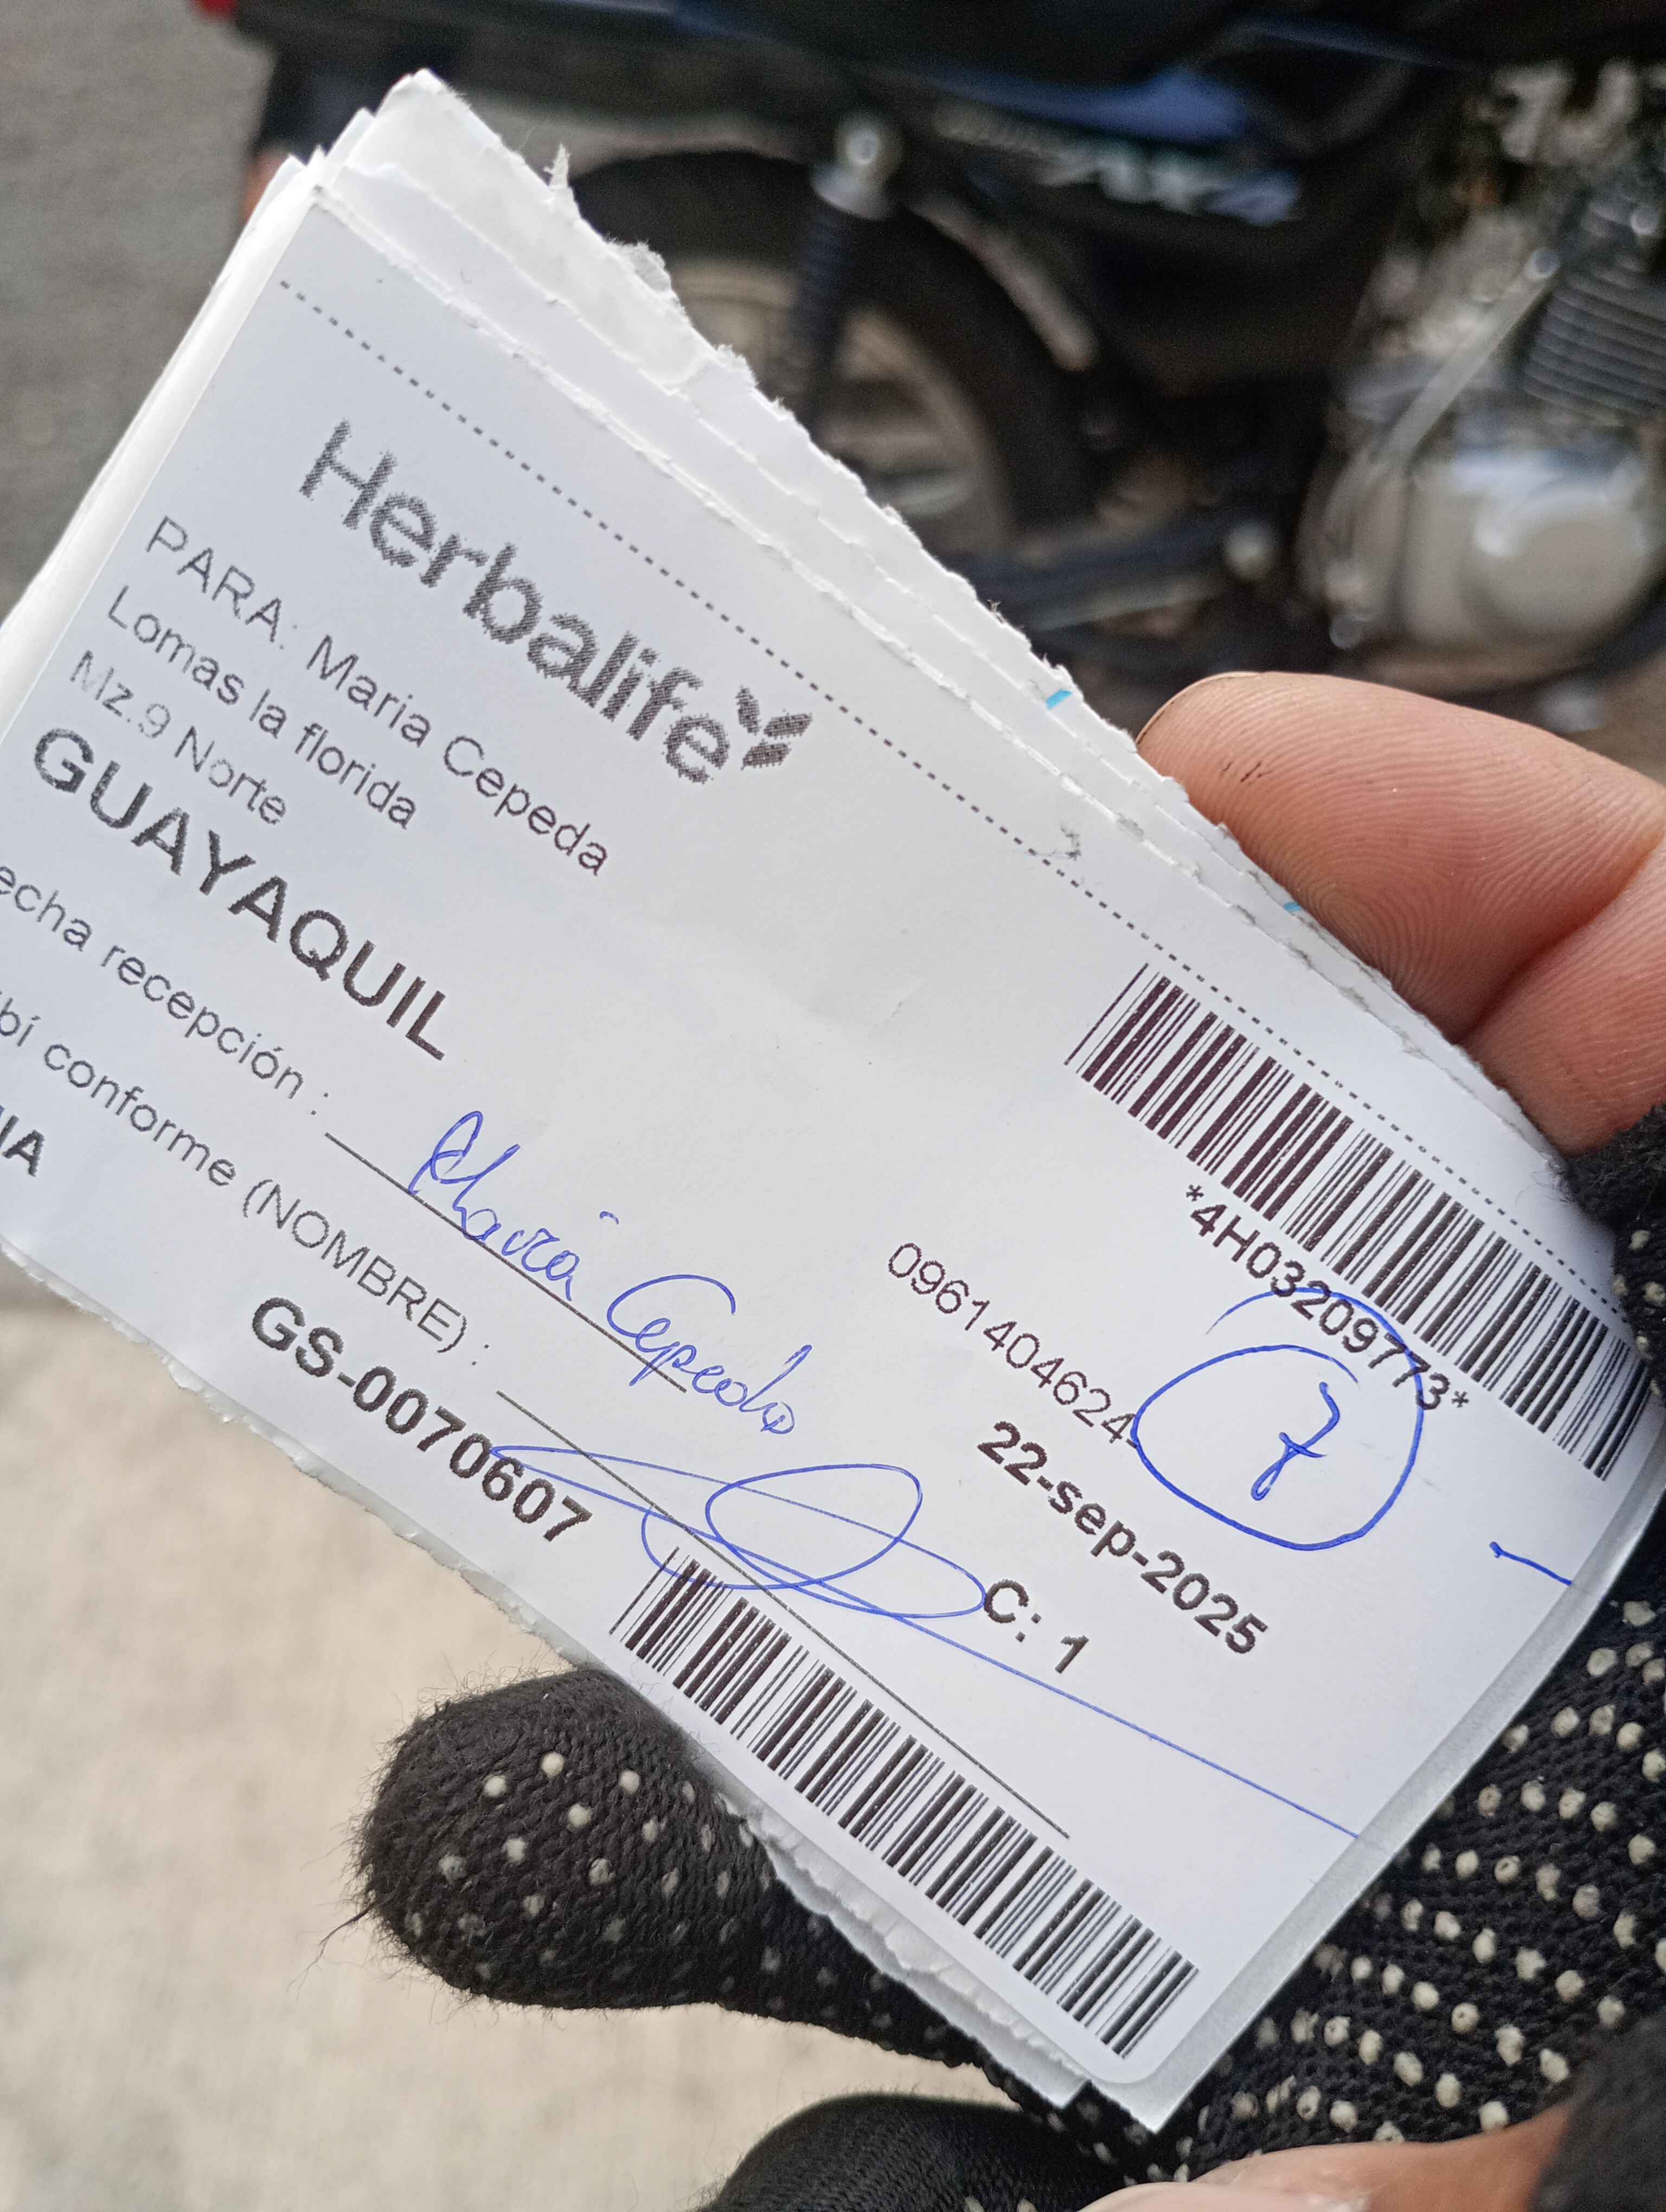 Herbalife
PARA: Maria Cepeda
Lomas la florida
Mz.9 Norte
GUAYAQUIL
*4H03209773*
0961404624
7
22-sep-2025
C: 1
echa recepción :
Maria Cepeda
bí conforme (NOMBRE) :
IA
GS-0070607